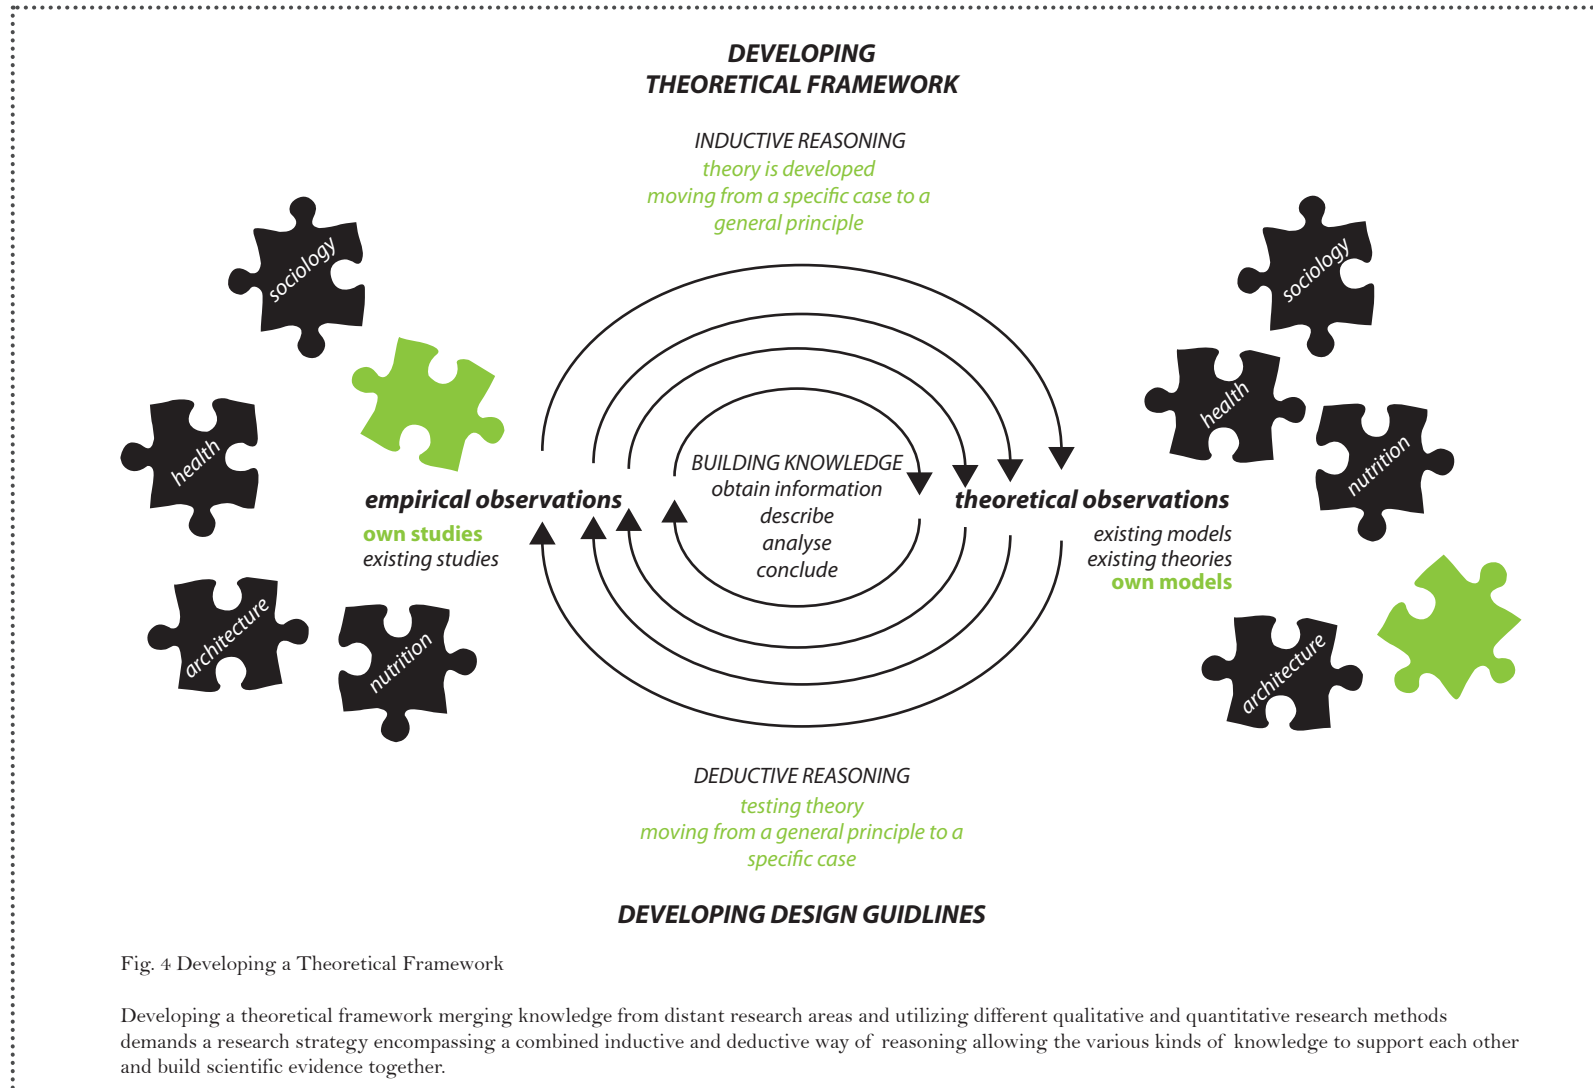 DEVELOPING
THEORETICAL FRAMEWORK
INDUCTIVE REASONING
theory is developed
moving from a specific case to a
general principle
sociology
health
architecture
nutrition
empirical observations
own studies
existing studies
BUILDING KNOWLEDGE
obtain information
describe
analyse
conclude
theoretical observations
existing models
existing theories
own models
sociology
health
nutrition
architecture
DEDUCTIVE REASONING
testing theory
moving from a general principle to a
specific case
DEVELOPING DESIGN GUIDLINES
Fig. 4 Developing a Theoretical Framework
Developing a theoretical framework merging knowledge from distant research areas and utilizing different qualitative and quantitative research methods
demands a research strategy encompassing a combined inductive and deductive way of reasoning allowing the various kinds of knowledge to support each other
and build scientific evidence together.